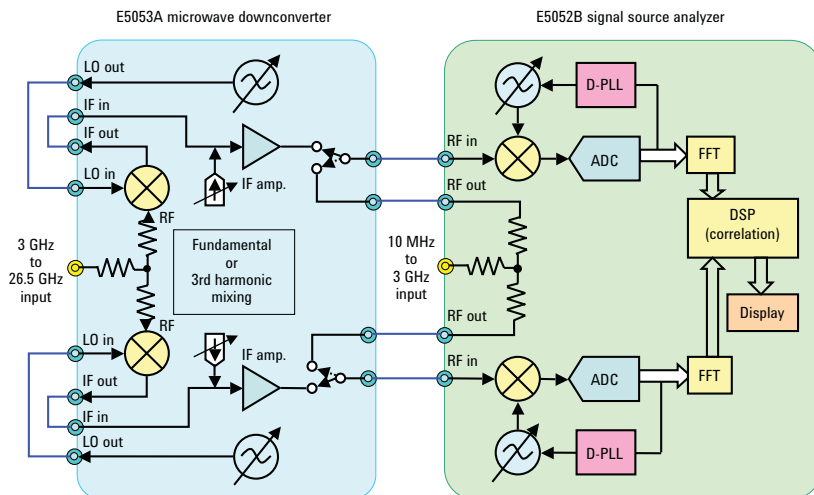 E5053A microwave downconverter
E5052B signal source analyzer
LO out
IF in
IF out
LO in
RF
IF amp.
3 GHz
to
26.5 GHz
input
Fundamental
or
3rd harmonic
mixing
RF
LO in
IF out
IF in
LO out
IF amp.
RF in
RF out
10 MHz
to
3 GHz
input
RF out
RF in
D-PLL
ADC
FFT
DSP
(correlation)
Display
ADC
FFT
D-PLL